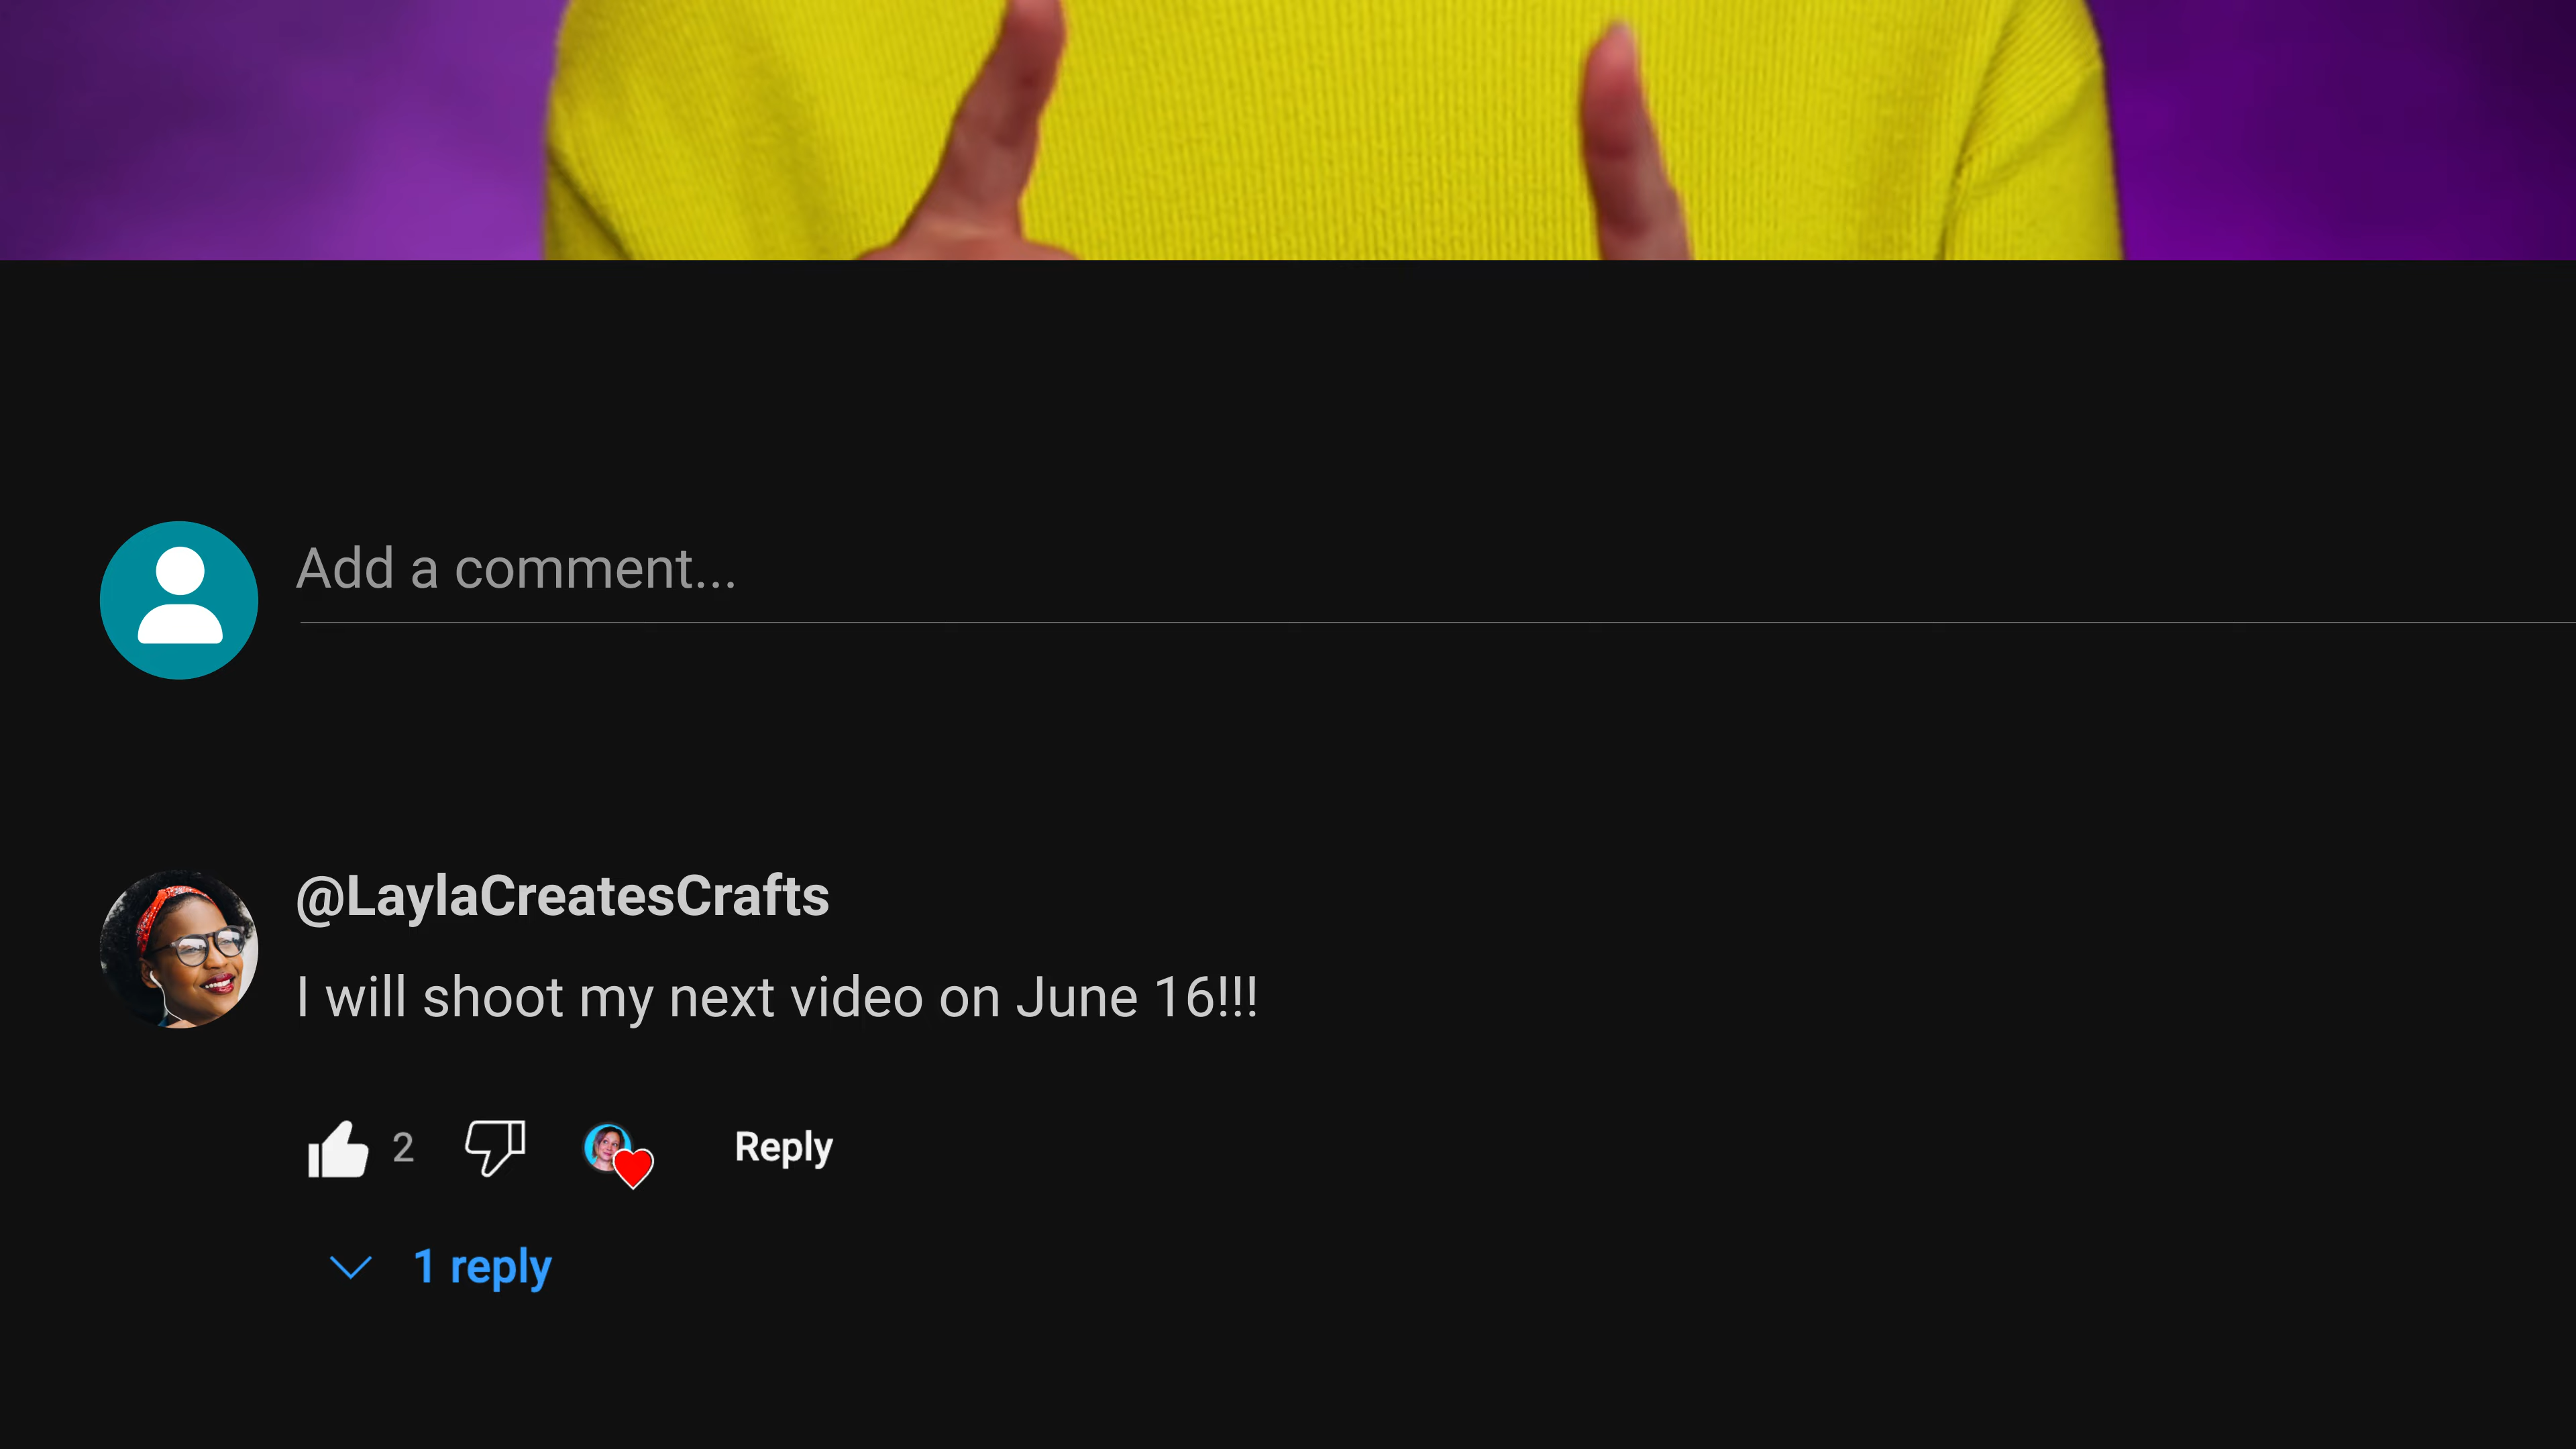 Add a comment...
@LaylaCreatesCrafts
I will shoot my next video on June 16!!!
2 Reply
1 reply